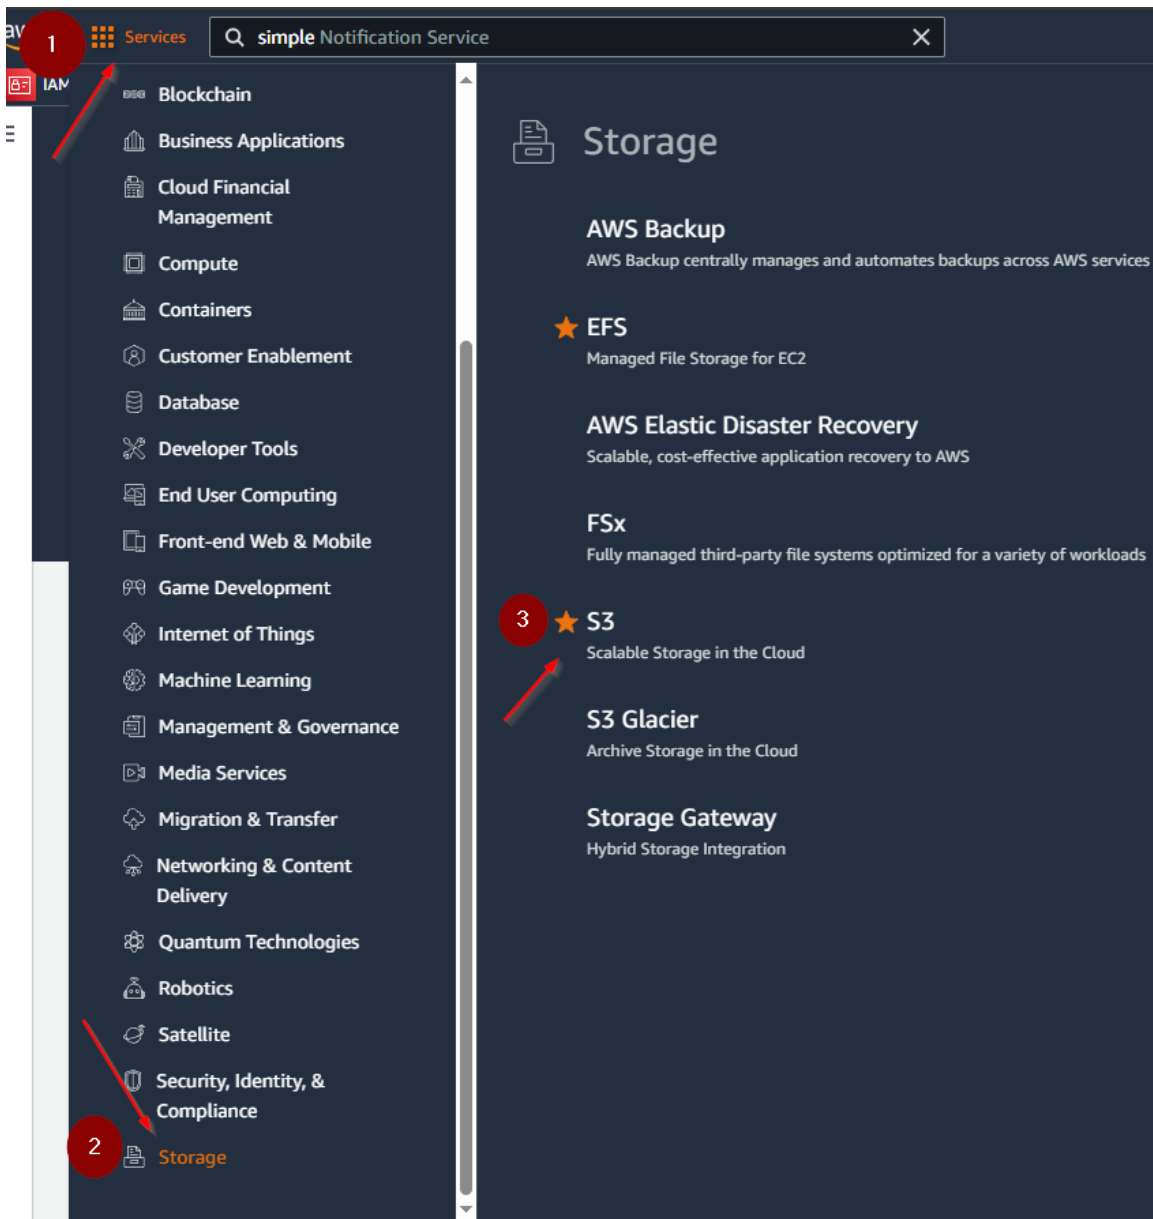 aw
1
Services
simple Notification Service
IAM
Blockchain
Business Applications
Cloud Financial
Management
Compute
Containers
Customer Enablement
Database
Developer Tools
End User Computing
Front-end Web & Mobile
Game Development
Internet of Things
Machine Learning
Management & Governance
Media Services
Migration & Transfer
Networking & Content
Delivery
Quantum Technologies
Robotics
Satellite
Security, Identity, &
Compliance
2
Storage
Storage
AWS Backup
AWS Backup centrally manages and automates backups across AWS services
EFS
Managed File Storage for EC2
AWS Elastic Disaster Recovery
Scalable, cost-effective application recovery to AWS
FSx
Fully managed third-party file systems optimized for a variety of workloads
3
S3
Scalable Storage in the Cloud
S3 Glacier
Archive Storage in the Cloud
Storage Gateway
Hybrid Storage Integration